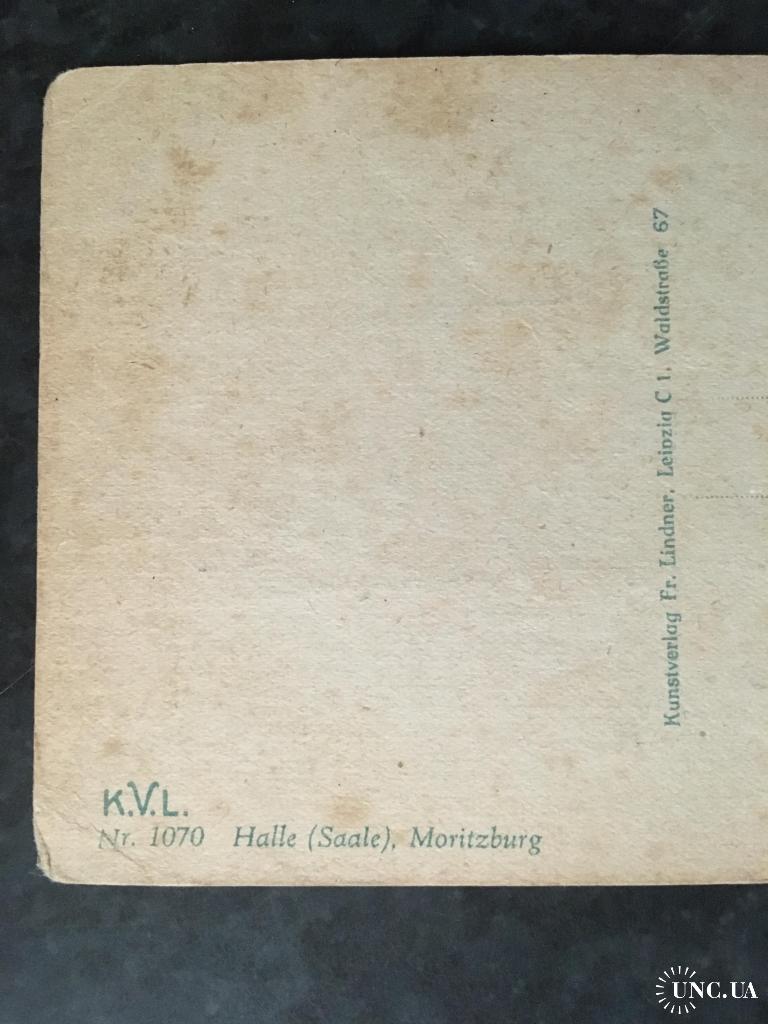 Kunstverlag Fr. Lindner, Leipzig C 1, Waldstraße 67
K.V.L.
Nr. 1070 Halle (Saale), Moritzburg
UNC.UA